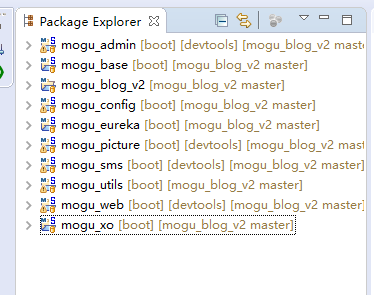 Package Explorer
mogu_admin [boot] [devtools] [mogu_blog_v2 master]
mogu_base [boot] [mogu_blog_v2 master]
mogu_blog_v2 [boot] [mogu_blog_v2 master]
mogu_config [boot] [mogu_blog_v2 master]
mogu_eureka [boot] [mogu_blog_v2 master]
mogu_picture [boot] [devtools] [mogu_blog_v2 master]
mogu_sms [boot] [devtools] [mogu_blog_v2 master]
mogu_utils [boot] [mogu_blog_v2 master]
mogu_web [boot] [devtools] [mogu_blog_v2 master]
mogu_xo [boot] [mogu_blog_v2 master]